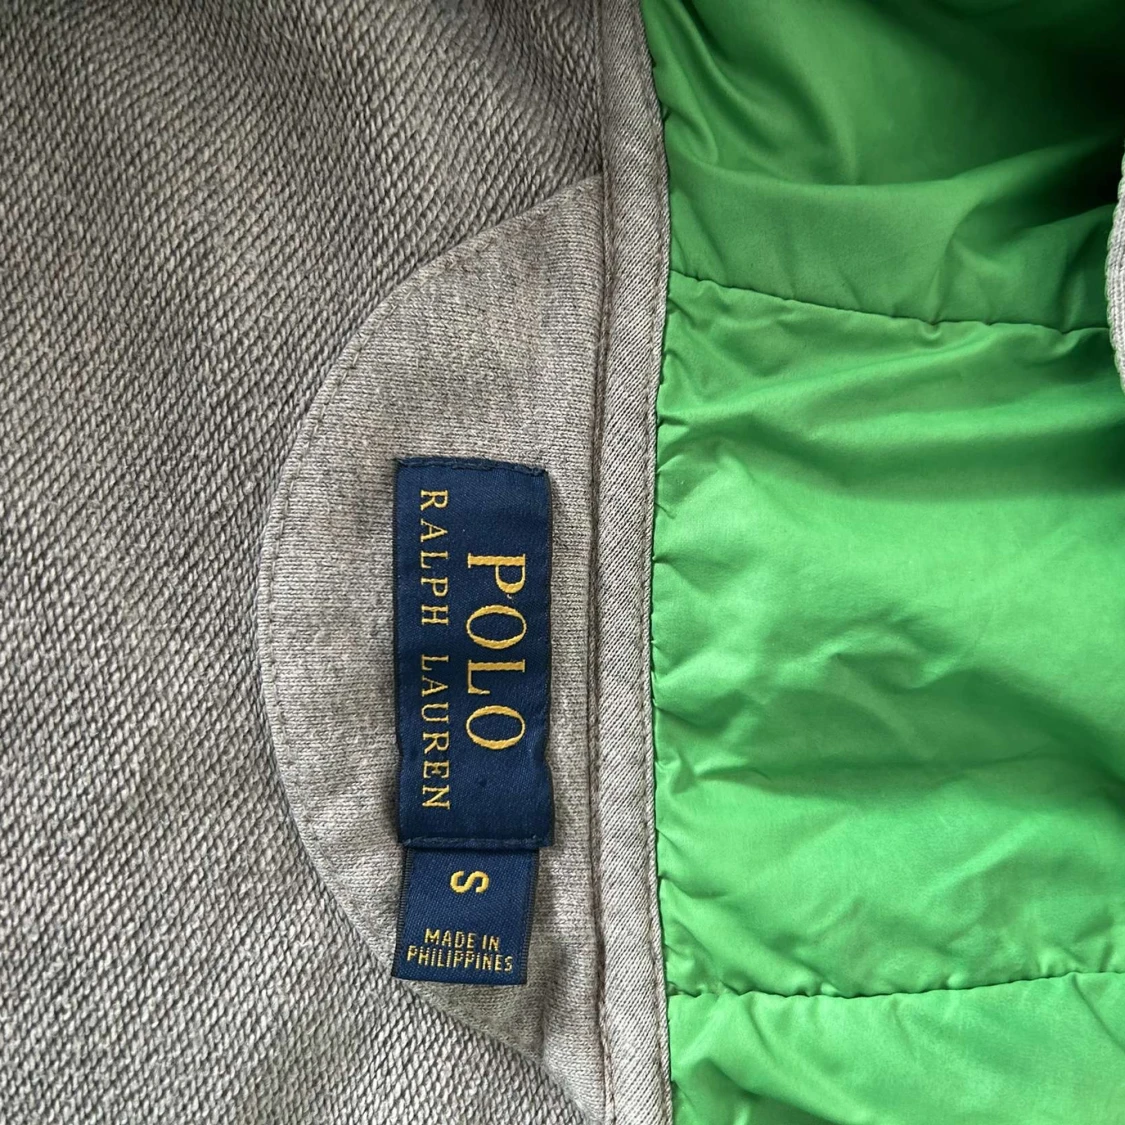 POLO
RALPH LAUREN
S
MADE IN
PHILIPPINES